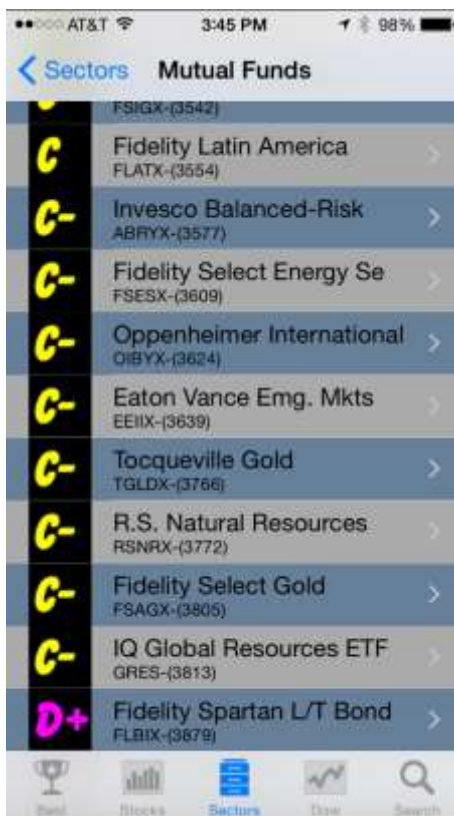 AT&T 3:45 PM 98%
Sectors Mutual Funds
FSIGX-(3542)
C Fidelity Latin America
FLATX-(3554)
C- Invesco Balanced-Risk
ABRYX-(3577)
C- Fidelity Select Energy Se
FSESX-(3609)
C- Oppenheimer International
OIBYX-(3624)
C- Eaton Vance Emg. Mkts
EEIIX-(3639)
C- Tocqueville Gold
TGLDX-(3766)
C- R.S. Natural Resources
RSNRX-(3772)
C- Fidelity Select Gold
FSAGX-(3805)
C- IQ Global Resources ETF
GRES-(3813)
D+ Fidelity Spartan L/T Bond
FLBIX-(3879)
Best Blocks Sectors Dow Search